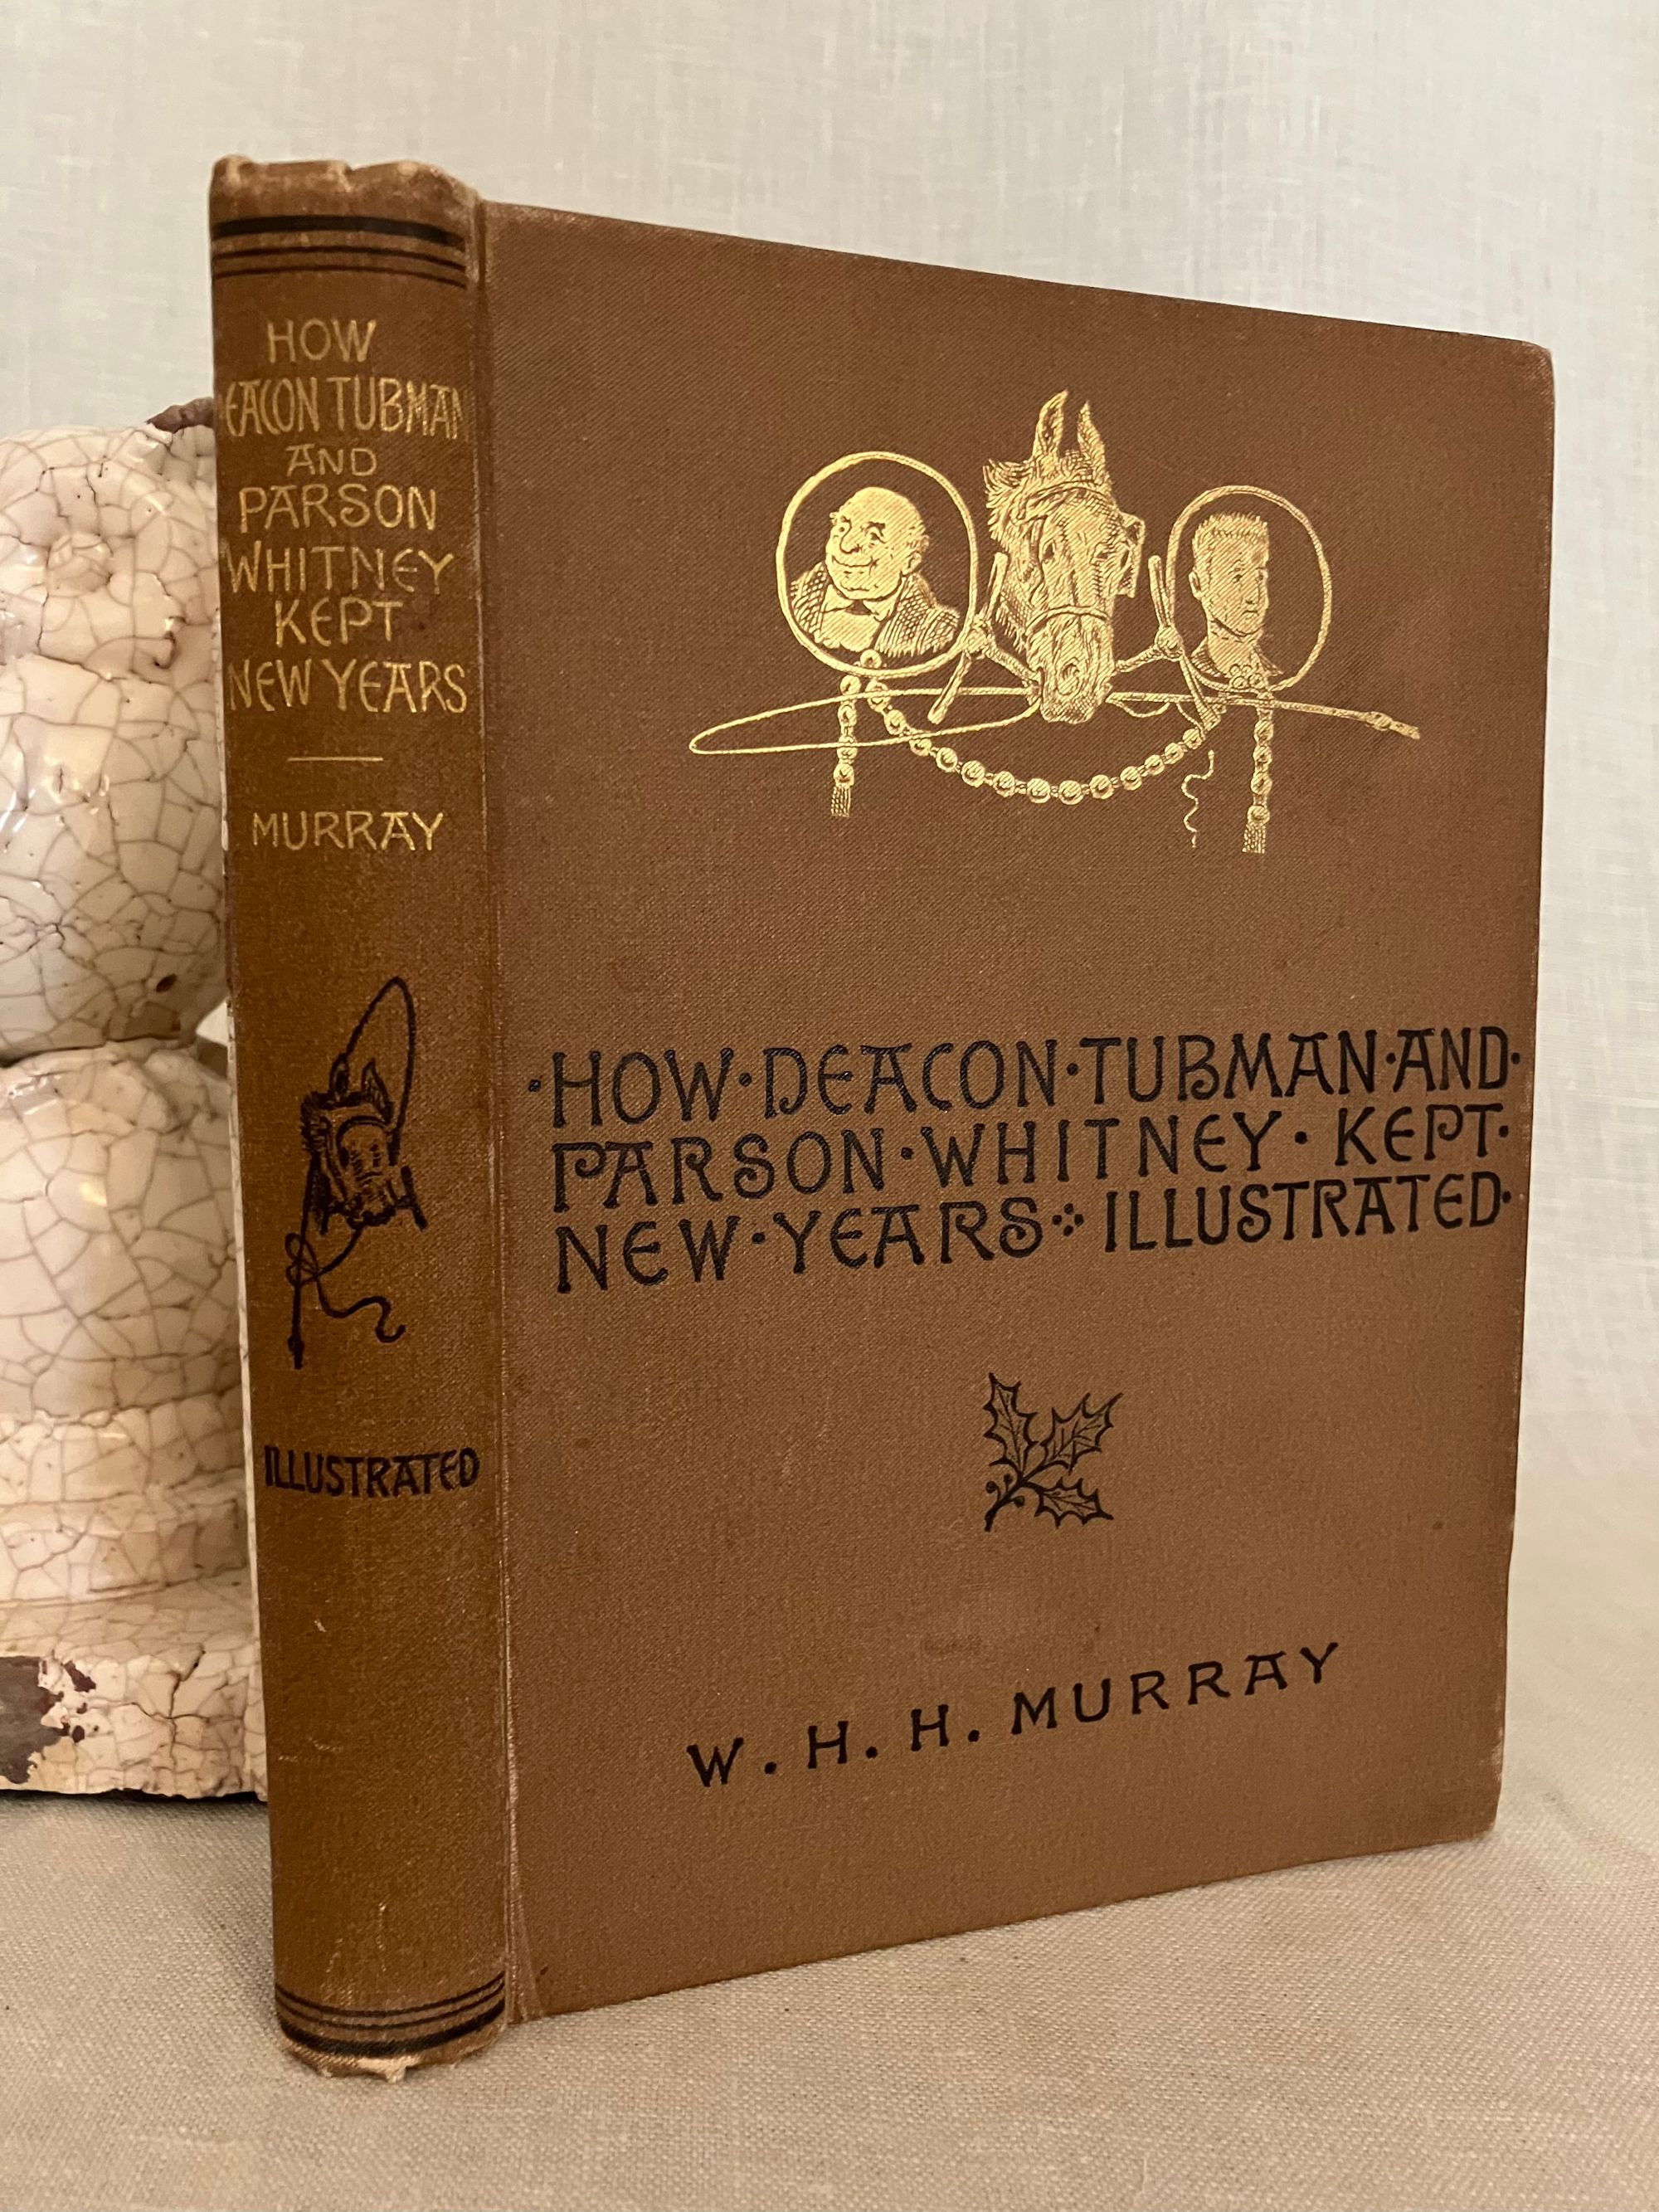 HOW
EACON TUBMAN
AND
PARSON
WHITNEY
KEPT
NEW YEARS
MURRAY
ILLUSTRATED
·HOW·DEACON·TUBMAN·AND·
PARSON·WHITNEY·KEPT·
NEW·YEARS⁘ILLUSTRATED·
W. H. H. MURRAY